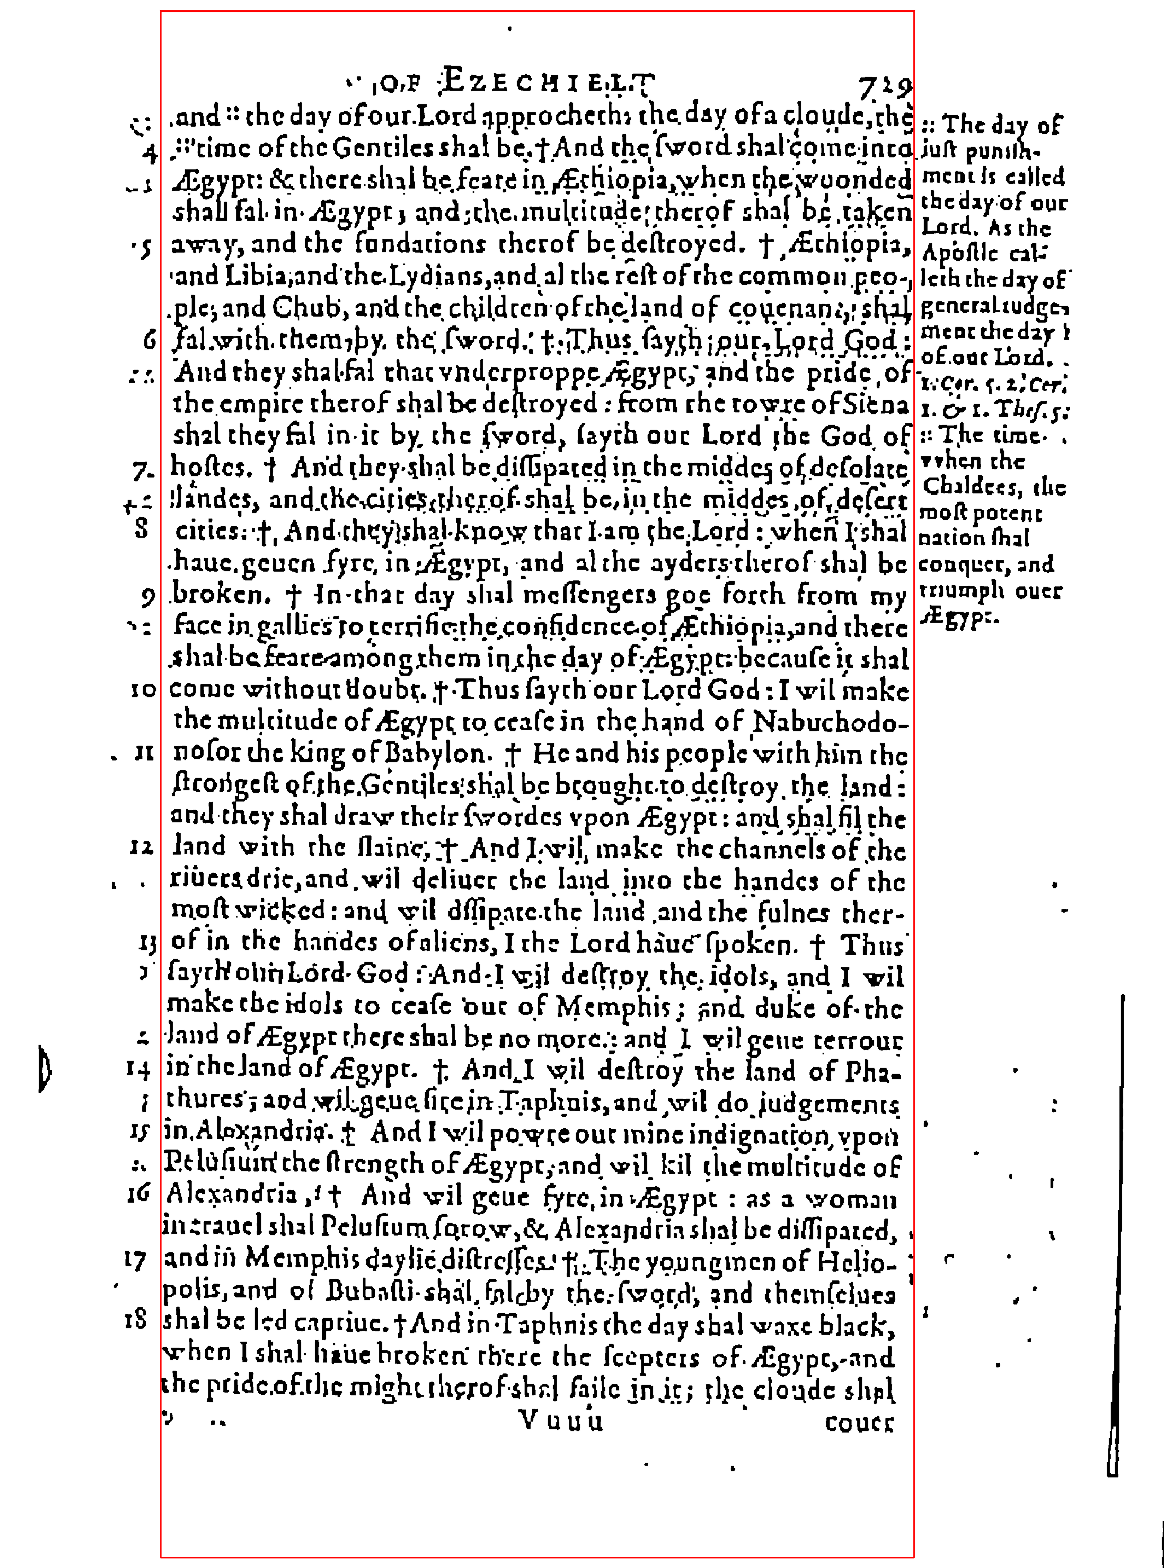 OF EZECHIEL. 729
and :: the day of our Lord approcheth: the day of a cloude, the
4 :: time of the Gentiles shal be. † And the ſword shal come into
Ægypt: & there shal be feare in Æthiopia, when the wounded
shall fal in Ægypt, and the multitude therof shal be taken
5 away, and the fundations therof be deſtroyed. † Æthiopia,
and Libia, and the Lydians, and al the reſt of the common peo-
ple, and Chub, and the children of the land of couenant, shal
6 fal with them by the ſword. † Thus ſayth our Lord God:
And they shal fal that vnderproppe Ægypt, and the pride of
the empire therof shal be deſtroyed: from the towre of Siena
shal they fal in it by the ſword, ſayth our Lord the God of
7 hoſtes. † And they shal be diſſipated in the middes of deſolate
landes, and the cities therof shal be in the middes of deſert
8 cities. † And they shal know that I am the Lord: when I shal
haue geuen fyre in Ægypt, and al the ayders therof shal be
9 broken. † In that day shal meſſengers goe forth from my
face in gallies to terrifie the confidence of Æthiopia, and there
shal be feare among them in the day of Ægypt: becauſe it shal
10 come without doubt. † Thus ſayth our Lord God: I wil make
the multitude of Ægypt to ceaſe in the hand of Nabuchodo-
11 noſor the king of Babylon. † He and his people with him the
ſtrongeſt of the Gentiles shal be brought to deſtroy the land:
and they shal draw their ſwordes vpon Ægypt: and shal fil the
12 land with the ſlaine. † And I wil make the channels of the
riuers drie, and wil deliuer the land into the handes of the
moſt wicked: and wil dſſipate the land and the fulnes ther-
13 of in the handes of aliens, I the Lord haue ſpoken. † Thus
ſayth our Lord God: And I wil deſtroy the idols, and I wil
make the idols to ceaſe out of Memphis; and duke of the
land of Ægypt there shal be no more: and I wil geue terrour
14 in the land of Ægypt. † And I wil deſtroy the land of Pha-
thures, and wil geue fire in Taphnis, and wil do judgements
15 in Alexandria. † And I wil powre out mine indignation vpon
Peluſium the ſtrength of Ægypt, and wil kil the multitude of
16 Alexandria, † And wil geue fyre in Ægypt: as a woman
in trauel shal Peluſium ſorow, & Alexandria shal be diſſipated,
17 and in Memphis daylie diſtreſſes. † The yongmen of Helio-
polis, and of Bubaſti shal fal by the ſword, and themſelues
18 shal be led captiue. † And in Taphnis the day shal waxe black,
when I shal haue broken there the ſcepters of Ægypt, and
the pride of the might therof shal faile in it; the cloude shal
Vuuu couer
:: The day of
juſt puniſh-
ment is called
the day of our
Lord. As the
Apoſtle cal-
leth the day of
general iudge-
ment the day
of our Lord.
1. Cor. 5. 2. Cor.
1. & 1. Theſ. 5:
:: The time
when the
Chaldees, the
moſt potent
nation ſhal
conquer, and
triumph ouer
Ægypt.